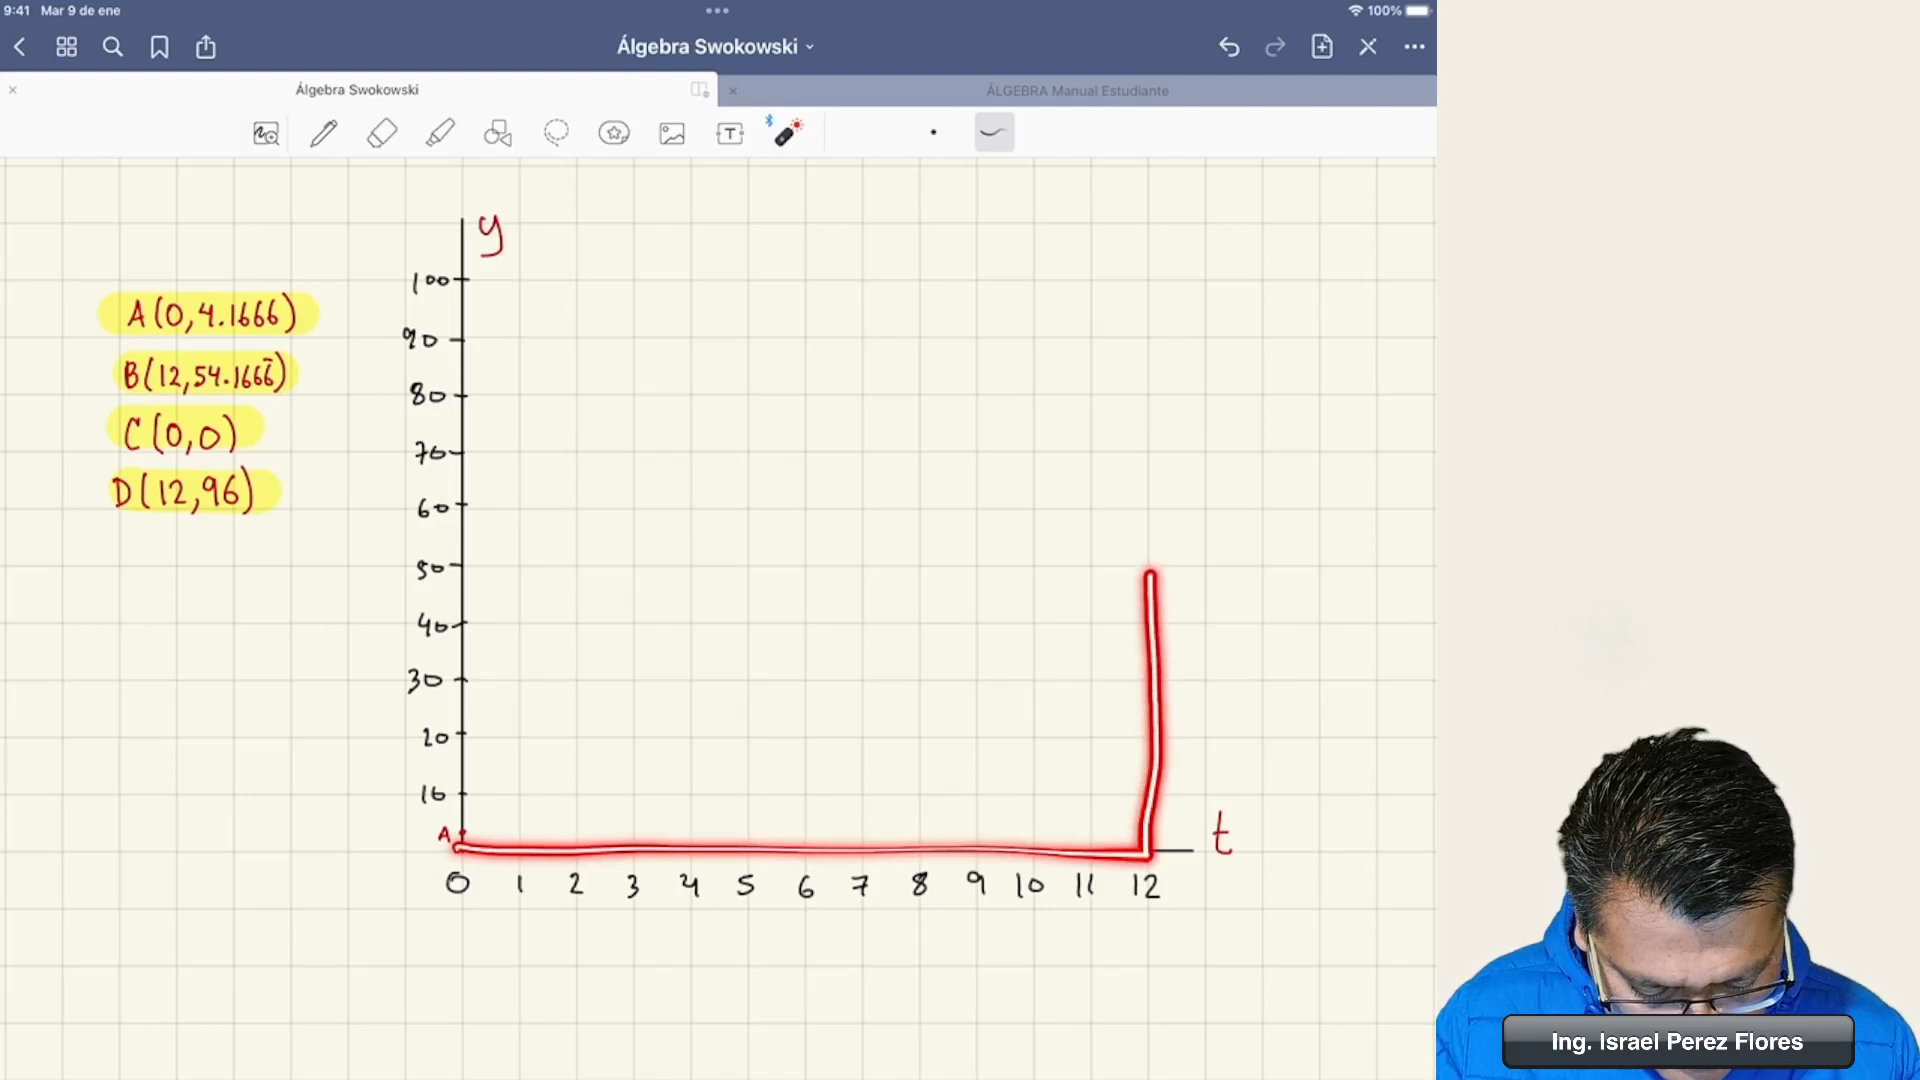 9:41 Mar 9 de ene
100%
Álgebra Swokowski
Álgebra Swokowski
ÁLGEBRA Manual Estudiante
T
y
100
90
80
70
60
50
40
30
20
10
A
0 1 2 3 4 5 6 7 8 9 10 11 12
t
A(0,4.1666)
B(12,54.1666̄)
C(0,0)
D(12,96)
Ing. Israel Perez Flores